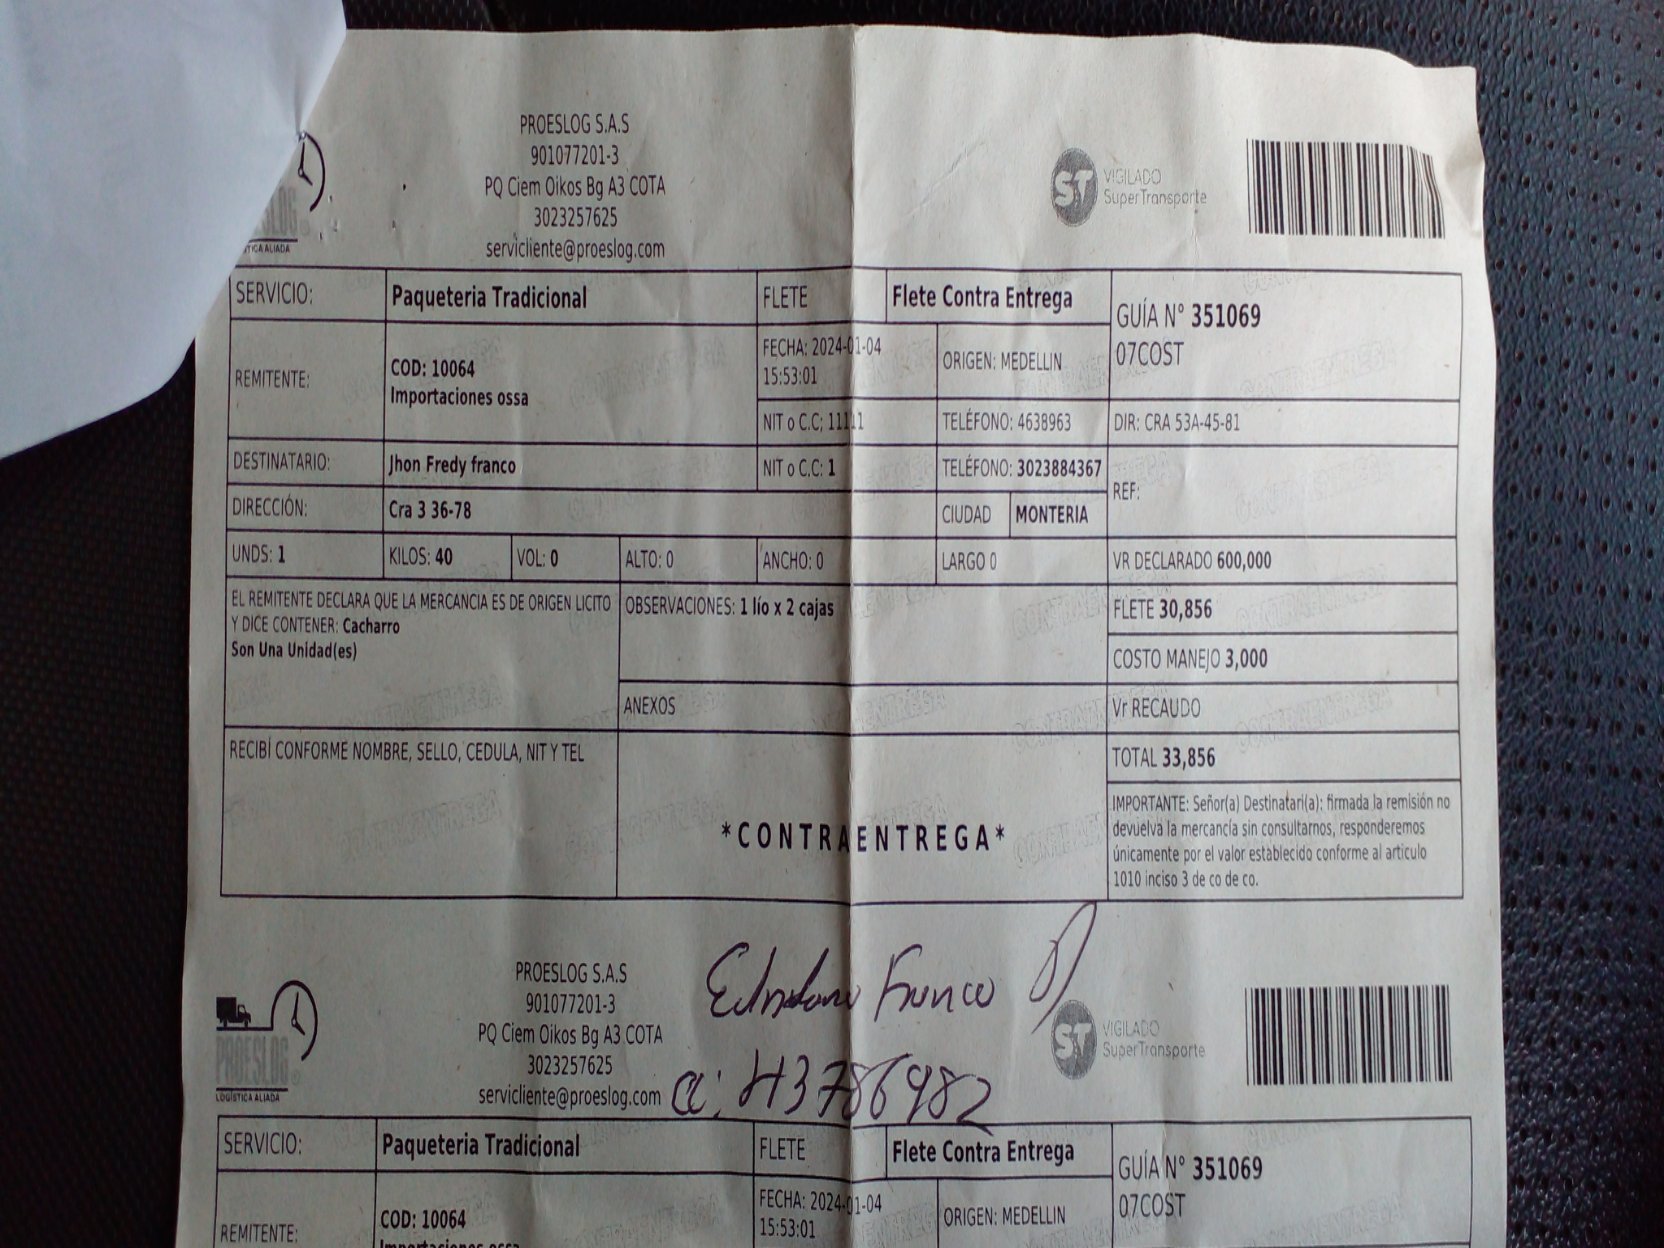 PROESLOG S.A.S
901077201-3
PQ Ciem Oikos Bg A3 COTA
3023257625
servicliente@proeslog.com
ST VIGILADO
SuperTransporte
SERVICIO: Paqueteria Tradicional FLETE Flete Contra Entrega
GUÍA N° 351069
07COST
REMITENTE: COD: 10064
Importaciones ossa
FECHA: 2024-01-04
15:53:01
ORIGEN: MEDELLIN
NIT o C.C: 11111 TELÉFONO: 4638963 DIR: CRA 53A-45-81
DESTINATARIO: Jhon Fredy franco NIT o C.C: 1 TELÉFONO: 3023884367
REF:
DIRECCIÓN: Cra 3 36-78 CIUDAD MONTERIA
UNDS: 1 KILOS: 40 VOL: 0 ALTO: 0 ANCHO: 0 LARGO 0 VR DECLARADO 600,000
EL REMITENTE DECLARA QUE LA MERCANCIA ES DE ORIGEN LICITO
Y DICE CONTENER: Cacharro
Son Una Unidad(es)
OBSERVACIONES: 1 lío x 2 cajas
FLETE 30,856
COSTO MANEJO 3,000
ANEXOS
Vr RECAUDO
RECIBÍ CONFORME NOMBRE, SELLO, CEDULA, NIT Y TEL
TOTAL 33,856
*CONTRAENTREGA*
IMPORTANTE: Señor(a) Destinatari(a): firmada la remisión no
devuelva la mercancía sin consultarnos, responderemos
únicamente por el valor establecido conforme al articulo
1010 inciso 3 de co de co.
Franco
43786982
PROESLOG
LOGÍSTICA ALIADA
PROESLOG S.A.S
901077201-3
PQ Ciem Oikos Bg A3 COTA
3023257625
servicliente@proeslog.com
ST VIGILADO
SuperTransporte
SERVICIO: Paqueteria Tradicional FLETE Flete Contra Entrega
GUÍA N° 351069
07COST
REMITENTE: COD: 10064
Importaciones ossa
FECHA: 2024-01-04
15:53:01
ORIGEN: MEDELLIN